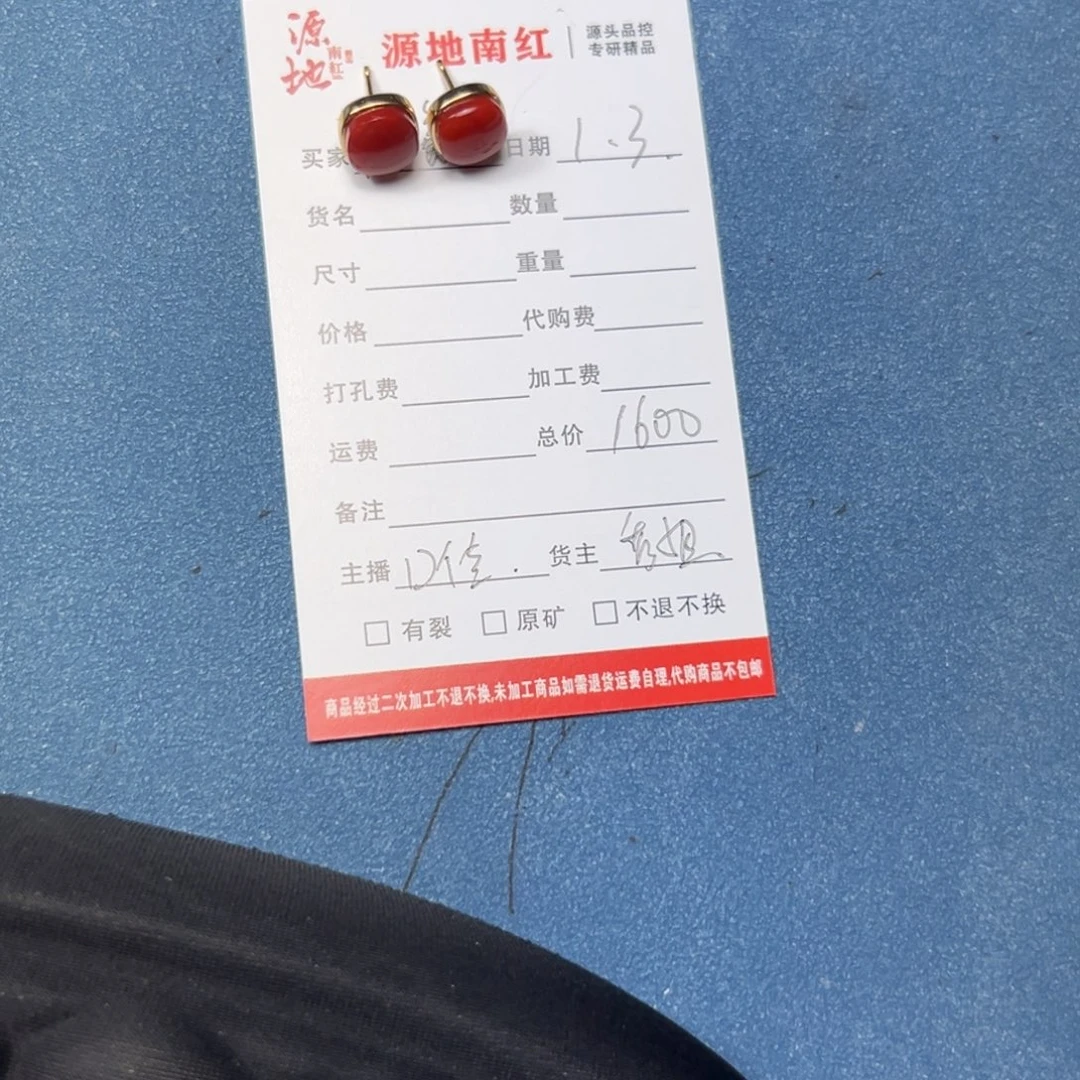 源地 南红
源地南红 源头品控
专研精品
买家 日期 1.3.
货名 数量
尺寸 重量
价格 代购费
打孔费 加工费
运费 总价 1600
备注
主播 货主
有裂 原矿 不退不换
商品经过二次加工不退不换,未加工商品如需退货运费自理,代购商品不包邮